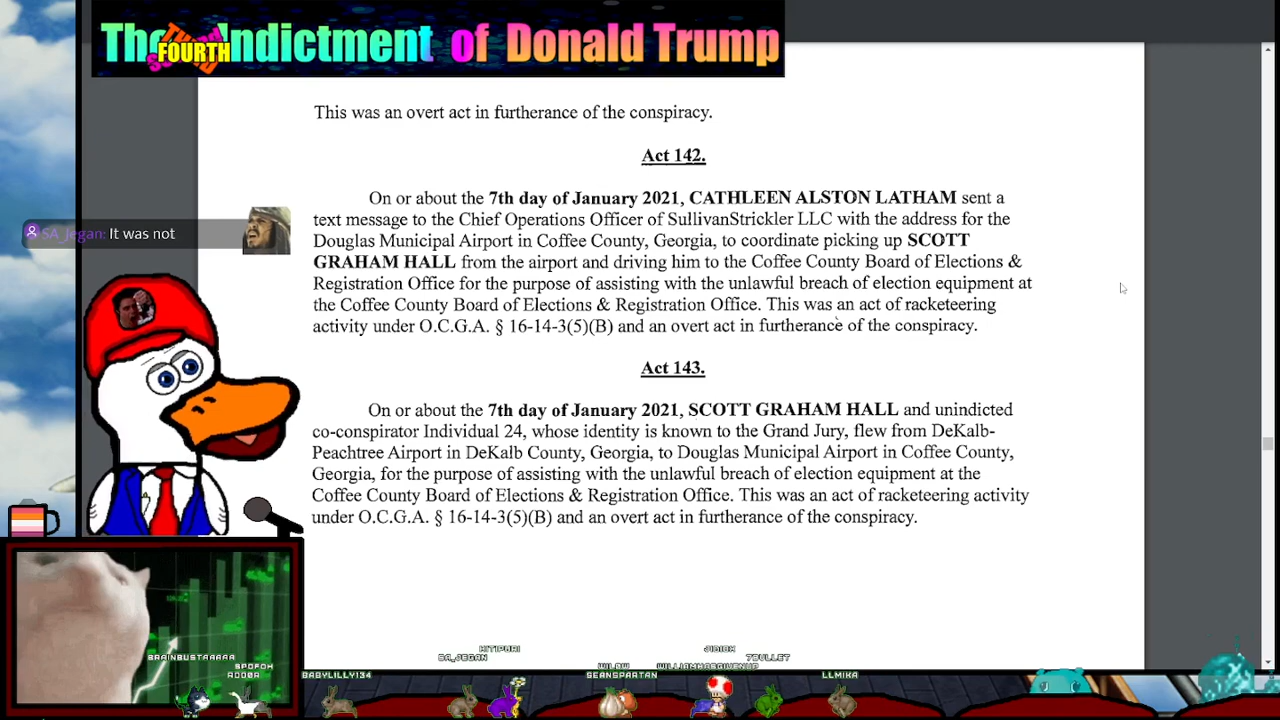 The FOURTH Indictment of Donald Trump
This was an overt act in furtherance of the conspiracy.
Act 142.
On or about the 7th day of January 2021, CATHLEEN ALSTON LATHAM sent a
text message to the Chief Operations Officer of SullivanStrickler LLC with the address for the
Douglas Municipal Airport in Coffee County, Georgia, to coordinate picking up SCOTT
GRAHAM HALL from the airport and driving him to the Coffee County Board of Elections &
Registration Office for the purpose of assisting with the unlawful breach of election equipment at
the Coffee County Board of Elections & Registration Office. This was an act of racketeering
activity under O.C.G.A. § 16-14-3(5)(B) and an overt act in furtherance of the conspiracy.
SA_Jegan: It was not
Act 143.
On or about the 7th day of January 2021, SCOTT GRAHAM HALL and unindicted
co-conspirator Individual 24, whose identity is known to the Grand Jury, flew from DeKalb-
Peachtree Airport in DeKalb County, Georgia, to Douglas Municipal Airport in Coffee County,
Georgia, for the purpose of assisting with the unlawful breach of election equipment at the
Coffee County Board of Elections & Registration Office. This was an act of racketeering activity
under O.C.G.A. § 16-14-3(5)(B) and an overt act in furtherance of the conspiracy.
BRAINBUSTAAAAA
SPOFOH
BABYLILLY134
KITIPURI
SA_JEGAN
WILOW
SEANSPARTAN
WILLIAMHASGIVENUP
7BULLET
LLMIKA